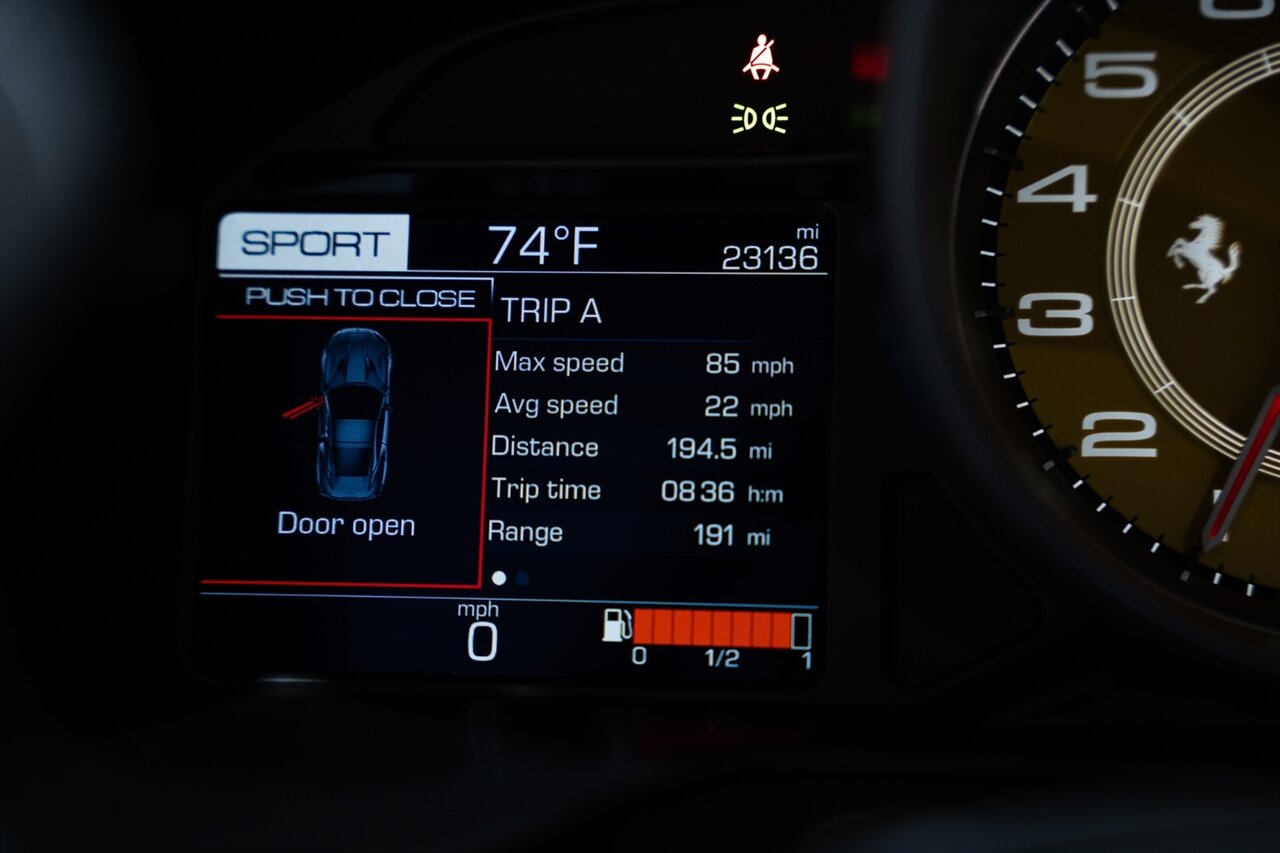 SPORT 74°F mi
23136
PUSH TO CLOSE
TRIP A
Max speed 85 mph
Avg speed 22 mph
Distance 194.5 mi
Trip time 08 36 h:m
Range 191 mi
Door open
mph
0
0 1/2 1
5
4
3
2